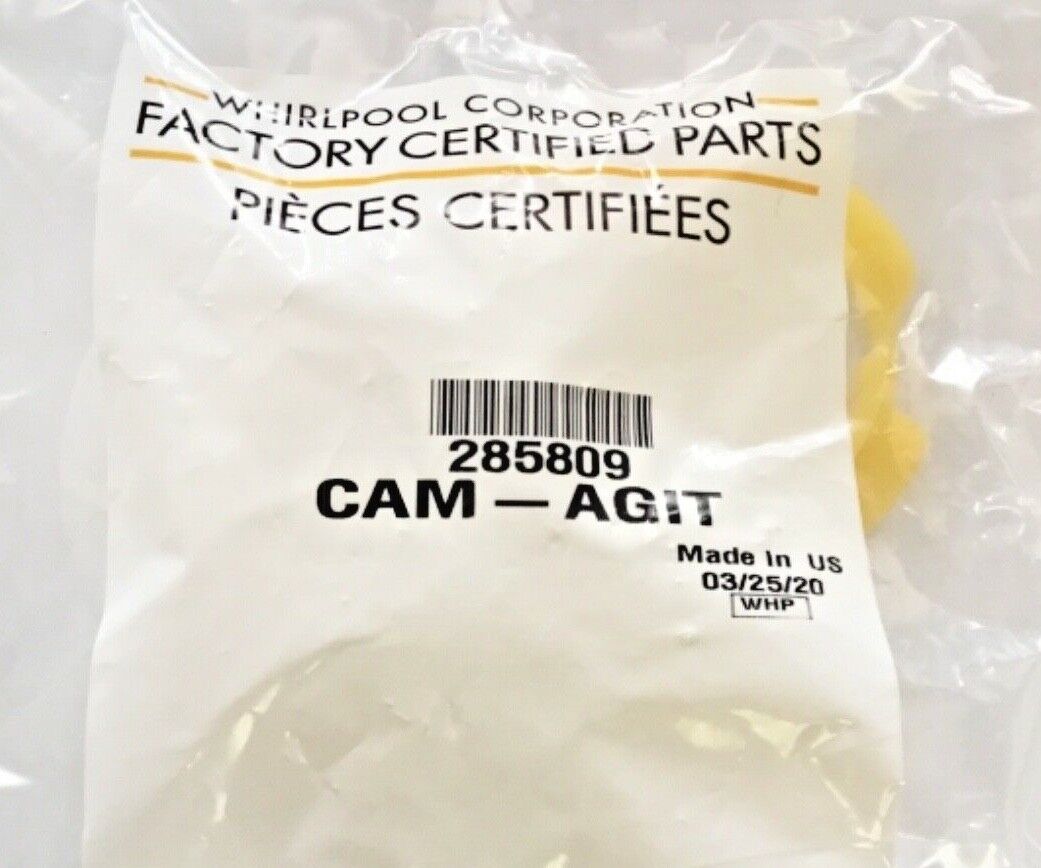 WHIRLPOOL CORPORATION
FACTORY CERTIFIED PARTS
PIÈCES CERTIFIÉES
285809
CAM — AGIT
Made In US
03/25/20
WHP